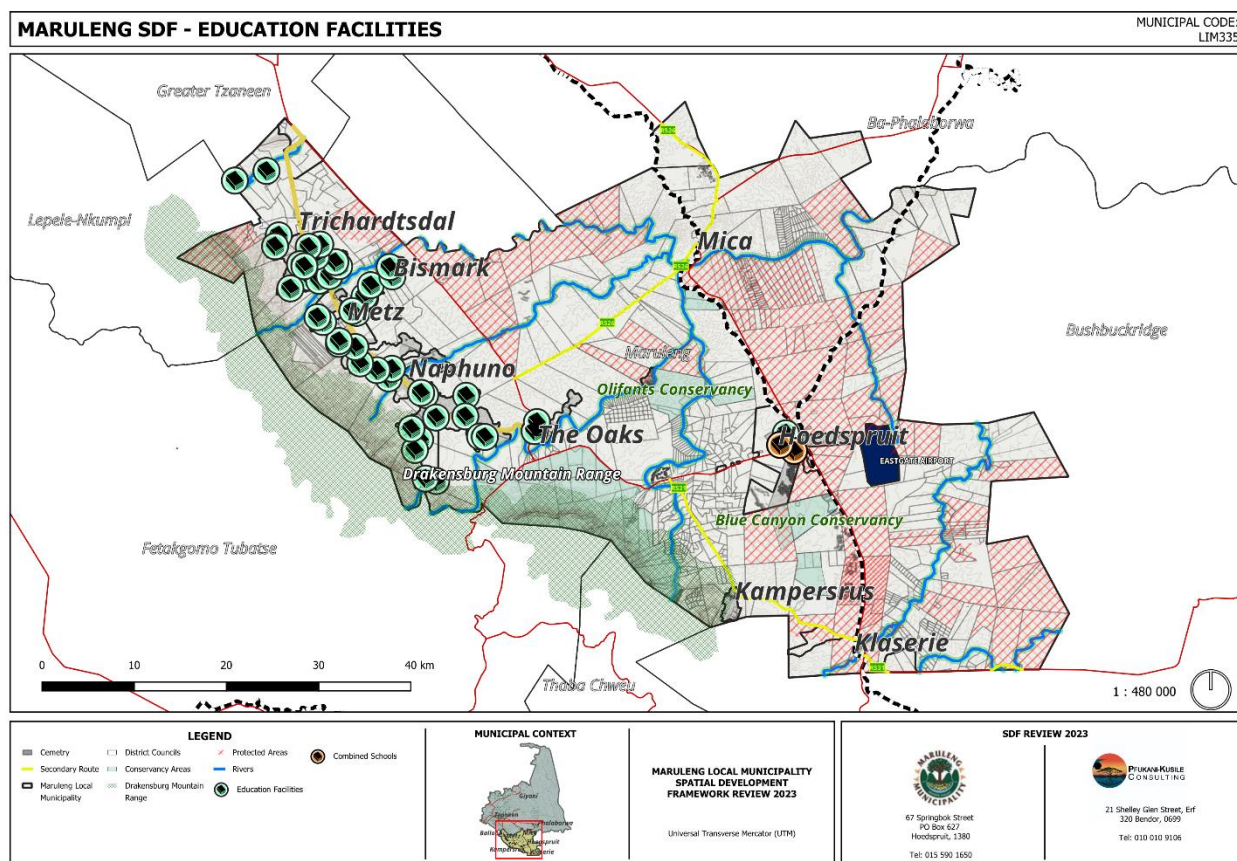 MARULENG SDF - EDUCATION FACILITIES
MUNICIPAL CODE:
LIM335
Greater Tzaneen
Ba-Phalaborwa
Lepele-Nkumpi
Trichardtsdal
Mica
Bismark
Metz
Bushbuckridge
Maruleng
Naphuno
Olifants Conservancy
The Oaks
Hoedspruit
EASTGATE AIRPORT
Drakensburg Mountain Range
Blue Canyon Conservancy
Fetakgomo Tubatse
Kampersrus
Klaserie
Thaba Chweu
0 10 20 30 40 km
1 : 480 000
LEGEND
Cemetry
District Councils
Protected Areas
Combined Schools
Secondary Route
Conservancy Areas
Rivers
Maruleng Local
Municipality
Drakensburg Mountain
Range
Education Facilities
MUNICIPAL CONTEXT
Giyani
Tzaneen
Phalaborwa
MARULENG LOCAL MUNICIPALITY
SPATIAL DEVELOPMENT
FRAMEWORK REVIEW 2023
Universal Transverse Mercator (UTM)
SDF REVIEW 2023
MARULENG
MUNICIPALITY
67 Springbok Street
PO Box 627
Hoedspruit, 1380
Tel: 015 590 1650
PFUKANI-KUSILE
CONSULTING
21 Shelley Glen Street, Erf
320 Bendor, 0699
Tel: 010 010 9106